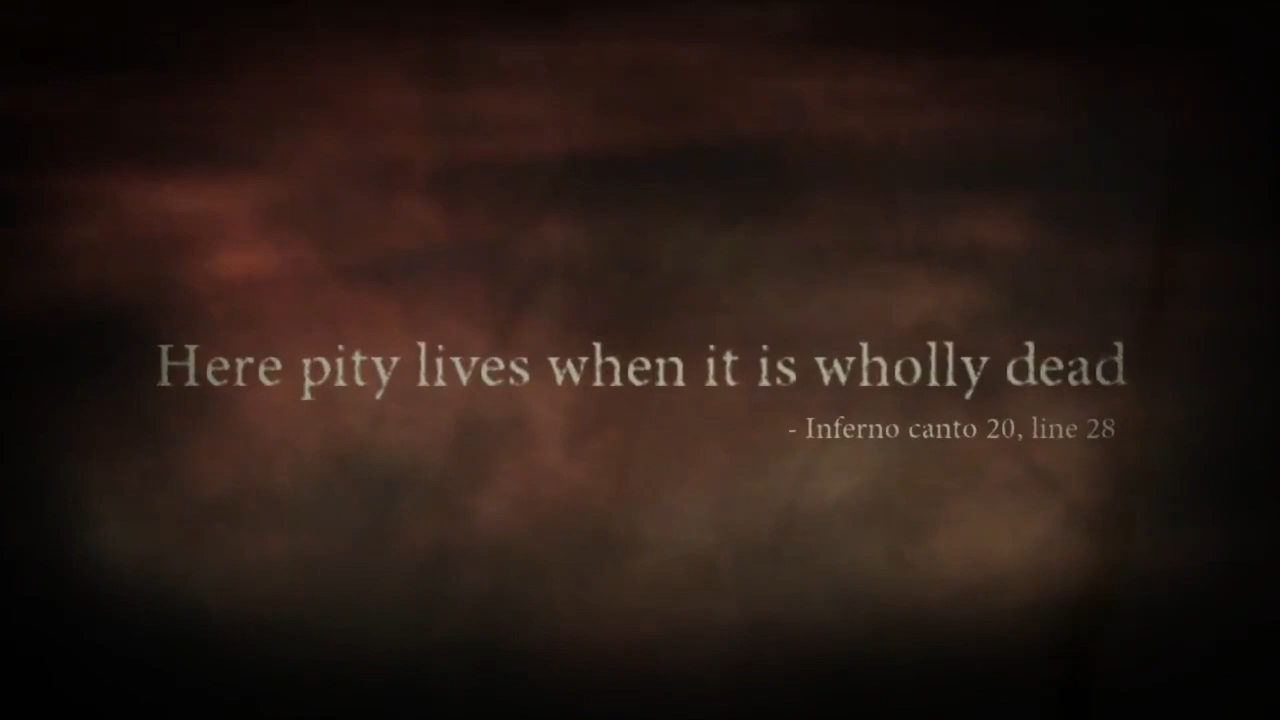 Here pity lives when it is wholly dead
- Inferno canto 20, line 28